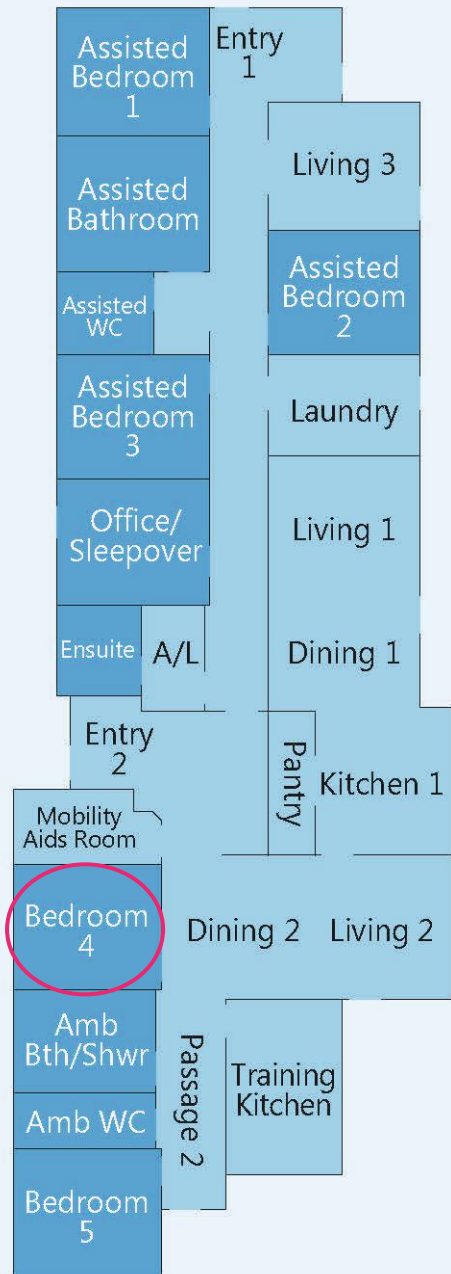 Assisted
Bedroom
1
Entry
1
Living 3
Assisted
Bathroom
Assisted
Bedroom
2
Assisted
WC
Assisted
Bedroom
3
Laundry
Office/
Sleepover
Living 1
Ensuite
A/L
Dining 1
Entry
2
Pantry
Kitchen 1
Mobility
Aids Room
Bedroom
4
Dining 2
Living 2
Amb
Bth/Shwr
Passage 2
Training
Kitchen
Amb WC
Bedroom
5